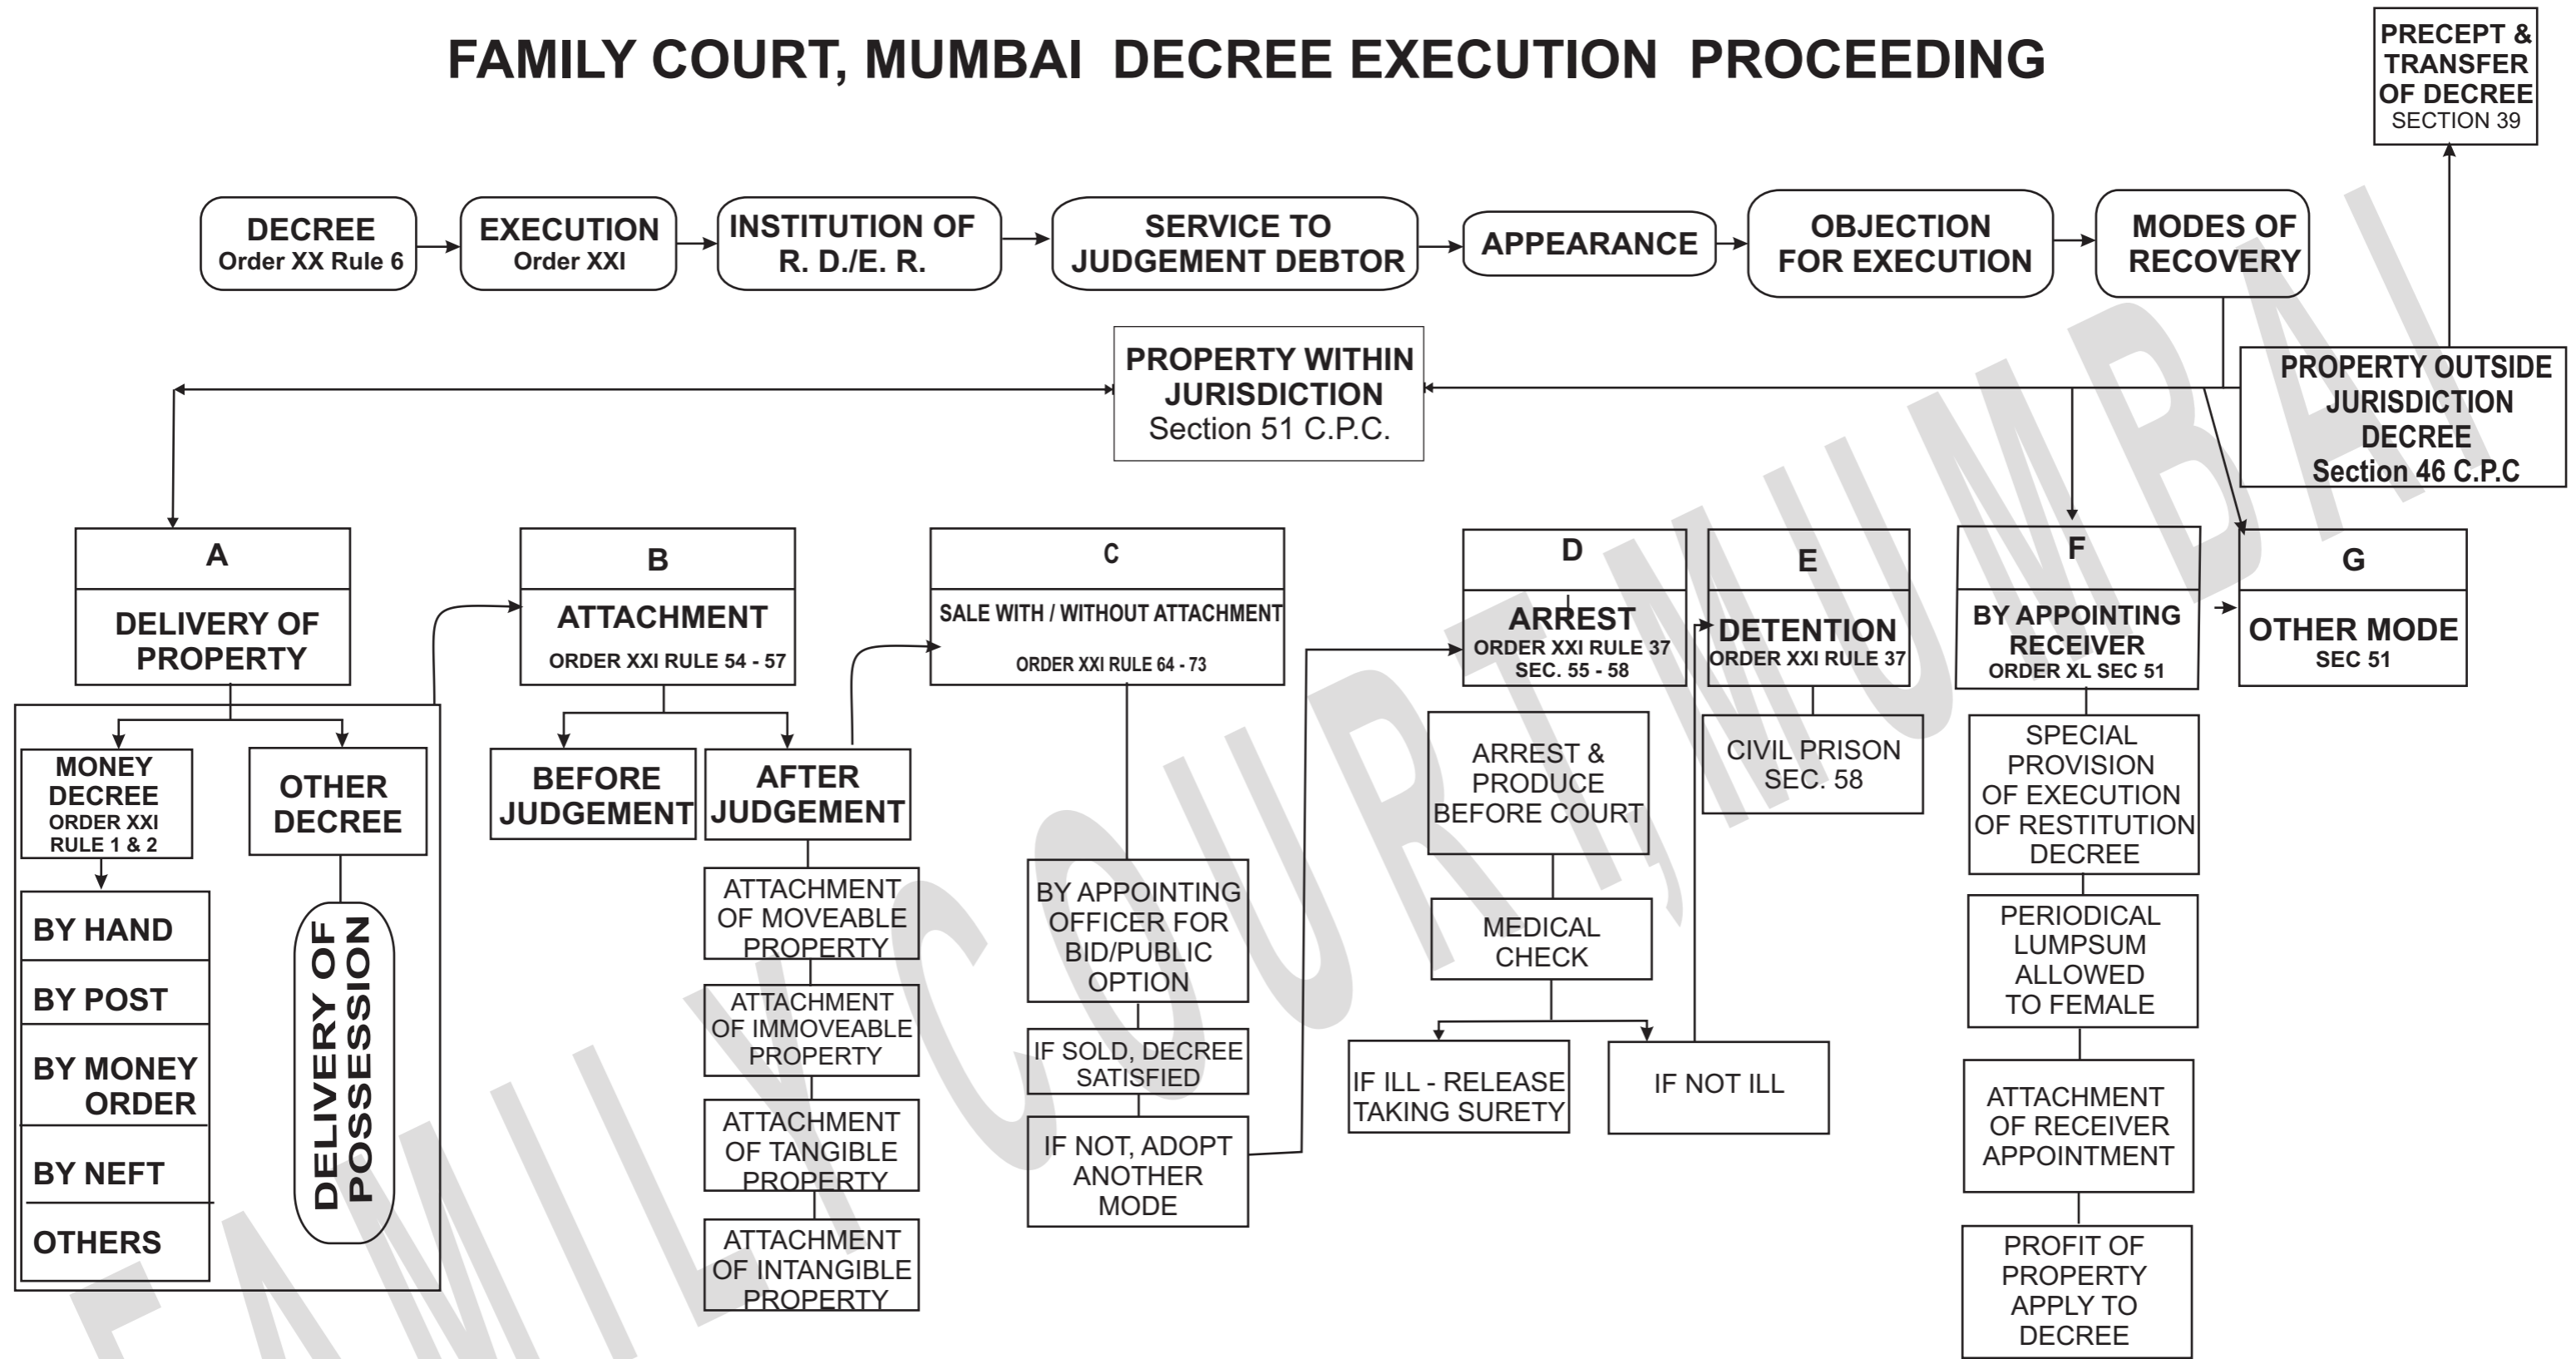 FAMILY COURT, MUMBAI DECREE EXECUTION PROCEEDING
PRECEPT &
TRANSFER
OF DECREE
SECTION 39
DECREE
Order XX Rule 6
EXECUTION
Order XXI
INSTITUTION OF
R. D./E. R.
SERVICE TO
JUDGEMENT DEBTOR
APPEARANCE
OBJECTION
FOR EXECUTION
MODES OF
RECOVERY
PROPERTY WITHIN
JURISDICTION
Section 51 C.P.C.
PROPERTY OUTSIDE
JURISDICTION
DECREE
Section 46 C.P.C
A
DELIVERY OF
PROPERTY
MONEY
DECREE
ORDER XXI
RULE 1 & 2
OTHER
DECREE
BY HAND
BY POST
BY MONEY
ORDER
BY NEFT
OTHERS
DELIVERY OF
POSSESSION
B
ATTACHMENT
ORDER XXI RULE 54 - 57
BEFORE
JUDGEMENT
AFTER
JUDGEMENT
ATTACHMENT
OF MOVEABLE
PROPERTY
ATTACHMENT
OF IMMOVEABLE
PROPERTY
ATTACHMENT
OF TANGIBLE
PROPERTY
ATTACHMENT
OF INTANGIBLE
PROPERTY
C
SALE WITH / WITHOUT ATTACHMENT
ORDER XXI RULE 64 - 73
BY APPOINTING
OFFICER FOR
BID/PUBLIC
OPTION
IF SOLD, DECREE
SATISFIED
IF NOT, ADOPT
ANOTHER
MODE
D
ARREST
ORDER XXI RULE 37
SEC. 55 - 58
ARREST &
PRODUCE
BEFORE COURT
MEDICAL
CHECK
IF ILL - RELEASE
TAKING SURETY
IF NOT ILL
E
DETENTION
ORDER XXI RULE 37
CIVIL PRISON
SEC. 58
F
BY APPOINTING
RECEIVER
ORDER XL SEC 51
SPECIAL
PROVISION
OF EXECUTION
OF RESTITUTION
DECREE
PERIODICAL
LUMPSUM
ALLOWED
TO FEMALE
ATTACHMENT
OF RECEIVER
APPOINTMENT
PROFIT OF
PROPERTY
APPLY TO
DECREE
G
OTHER MODE
SEC 51
FAMILY COURT, MUMBAI